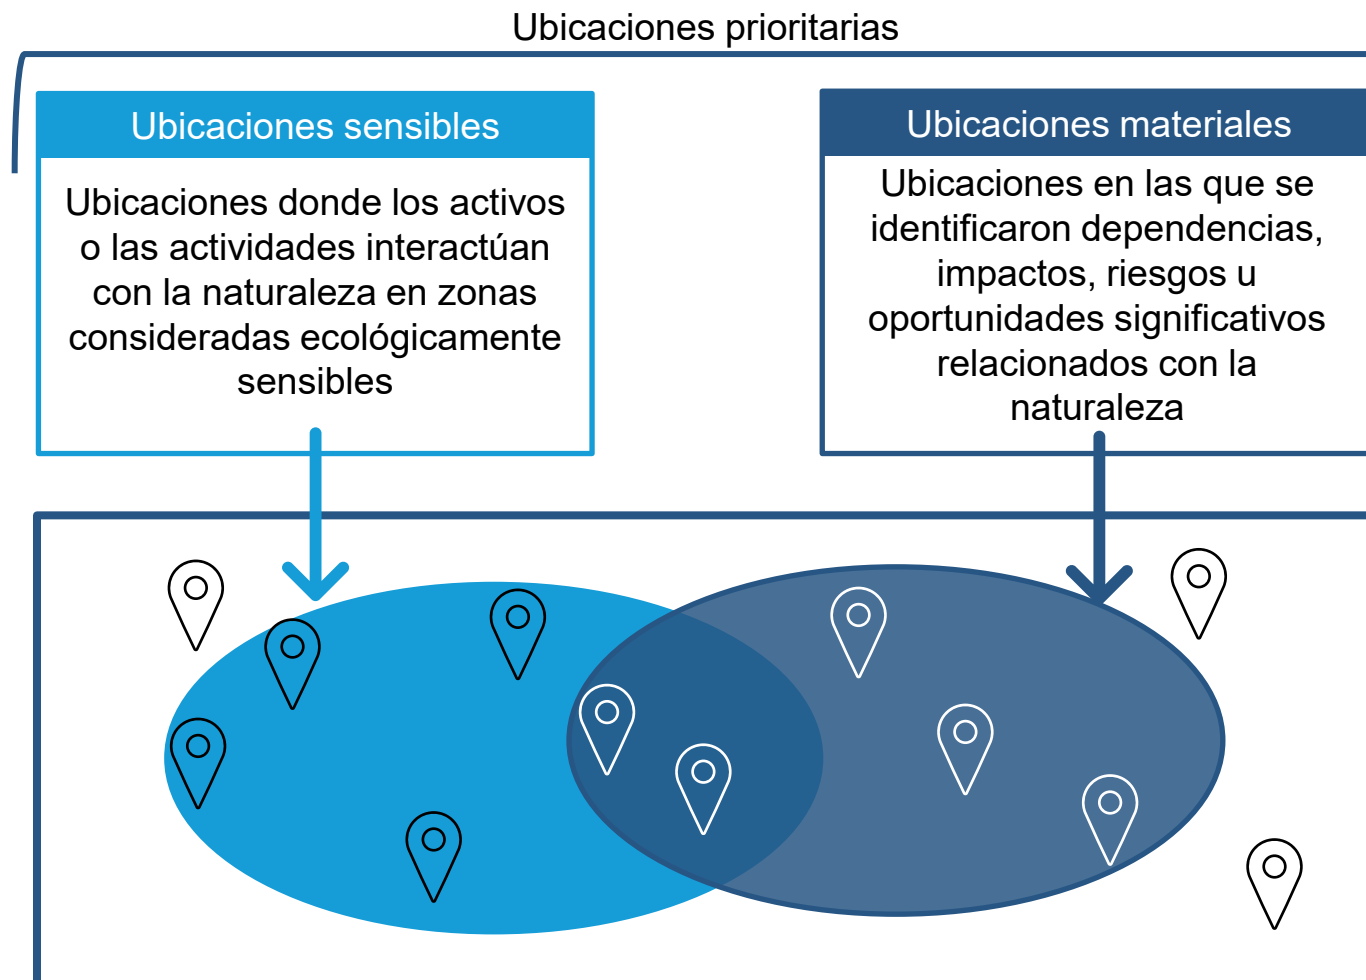 Ubicaciones prioritarias
Ubicaciones sensibles
Ubicaciones donde los activos
o las actividades interactúan
con la naturaleza en zonas
consideradas ecológicamente
sensibles
Ubicaciones materiales
Ubicaciones en las que se
identificaron dependencias,
impactos, riesgos u
oportunidades significativos
relacionados con la
naturaleza